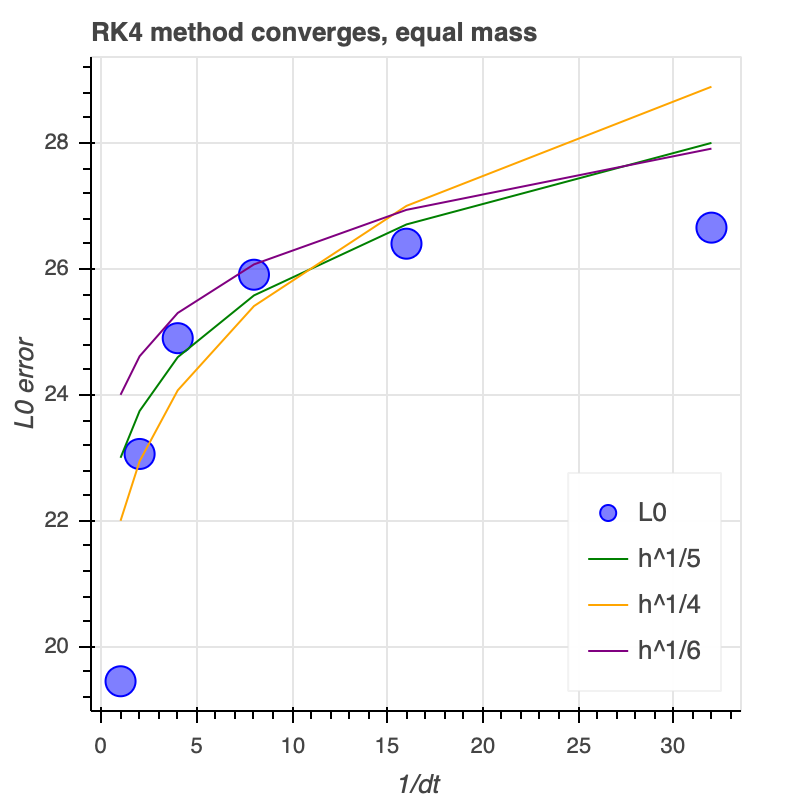 RK4 method converges, equal mass
L0 error
28
26
24
22
20
L0
h^1/5
h^1/4
h^1/6
0 5 10 15 20 25 30
1/dt